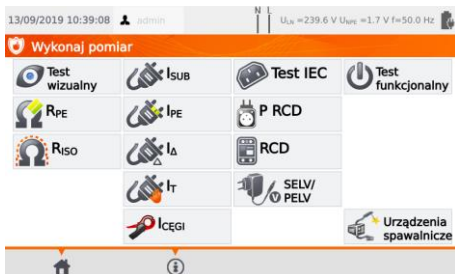 13/09/2019 10:39:08 admin N L ULN =239.6 V UNPE =1.7 V f=50.0 Hz
Wykonaj pomiar
Test wizualny
ISUB
Test IEC
Test funkcjonalny
RPE
IPE
P RCD
RISO
IΔ
RCD
IT
SELV/ PELV
ICĘGI
Urządzenia spawalnicze